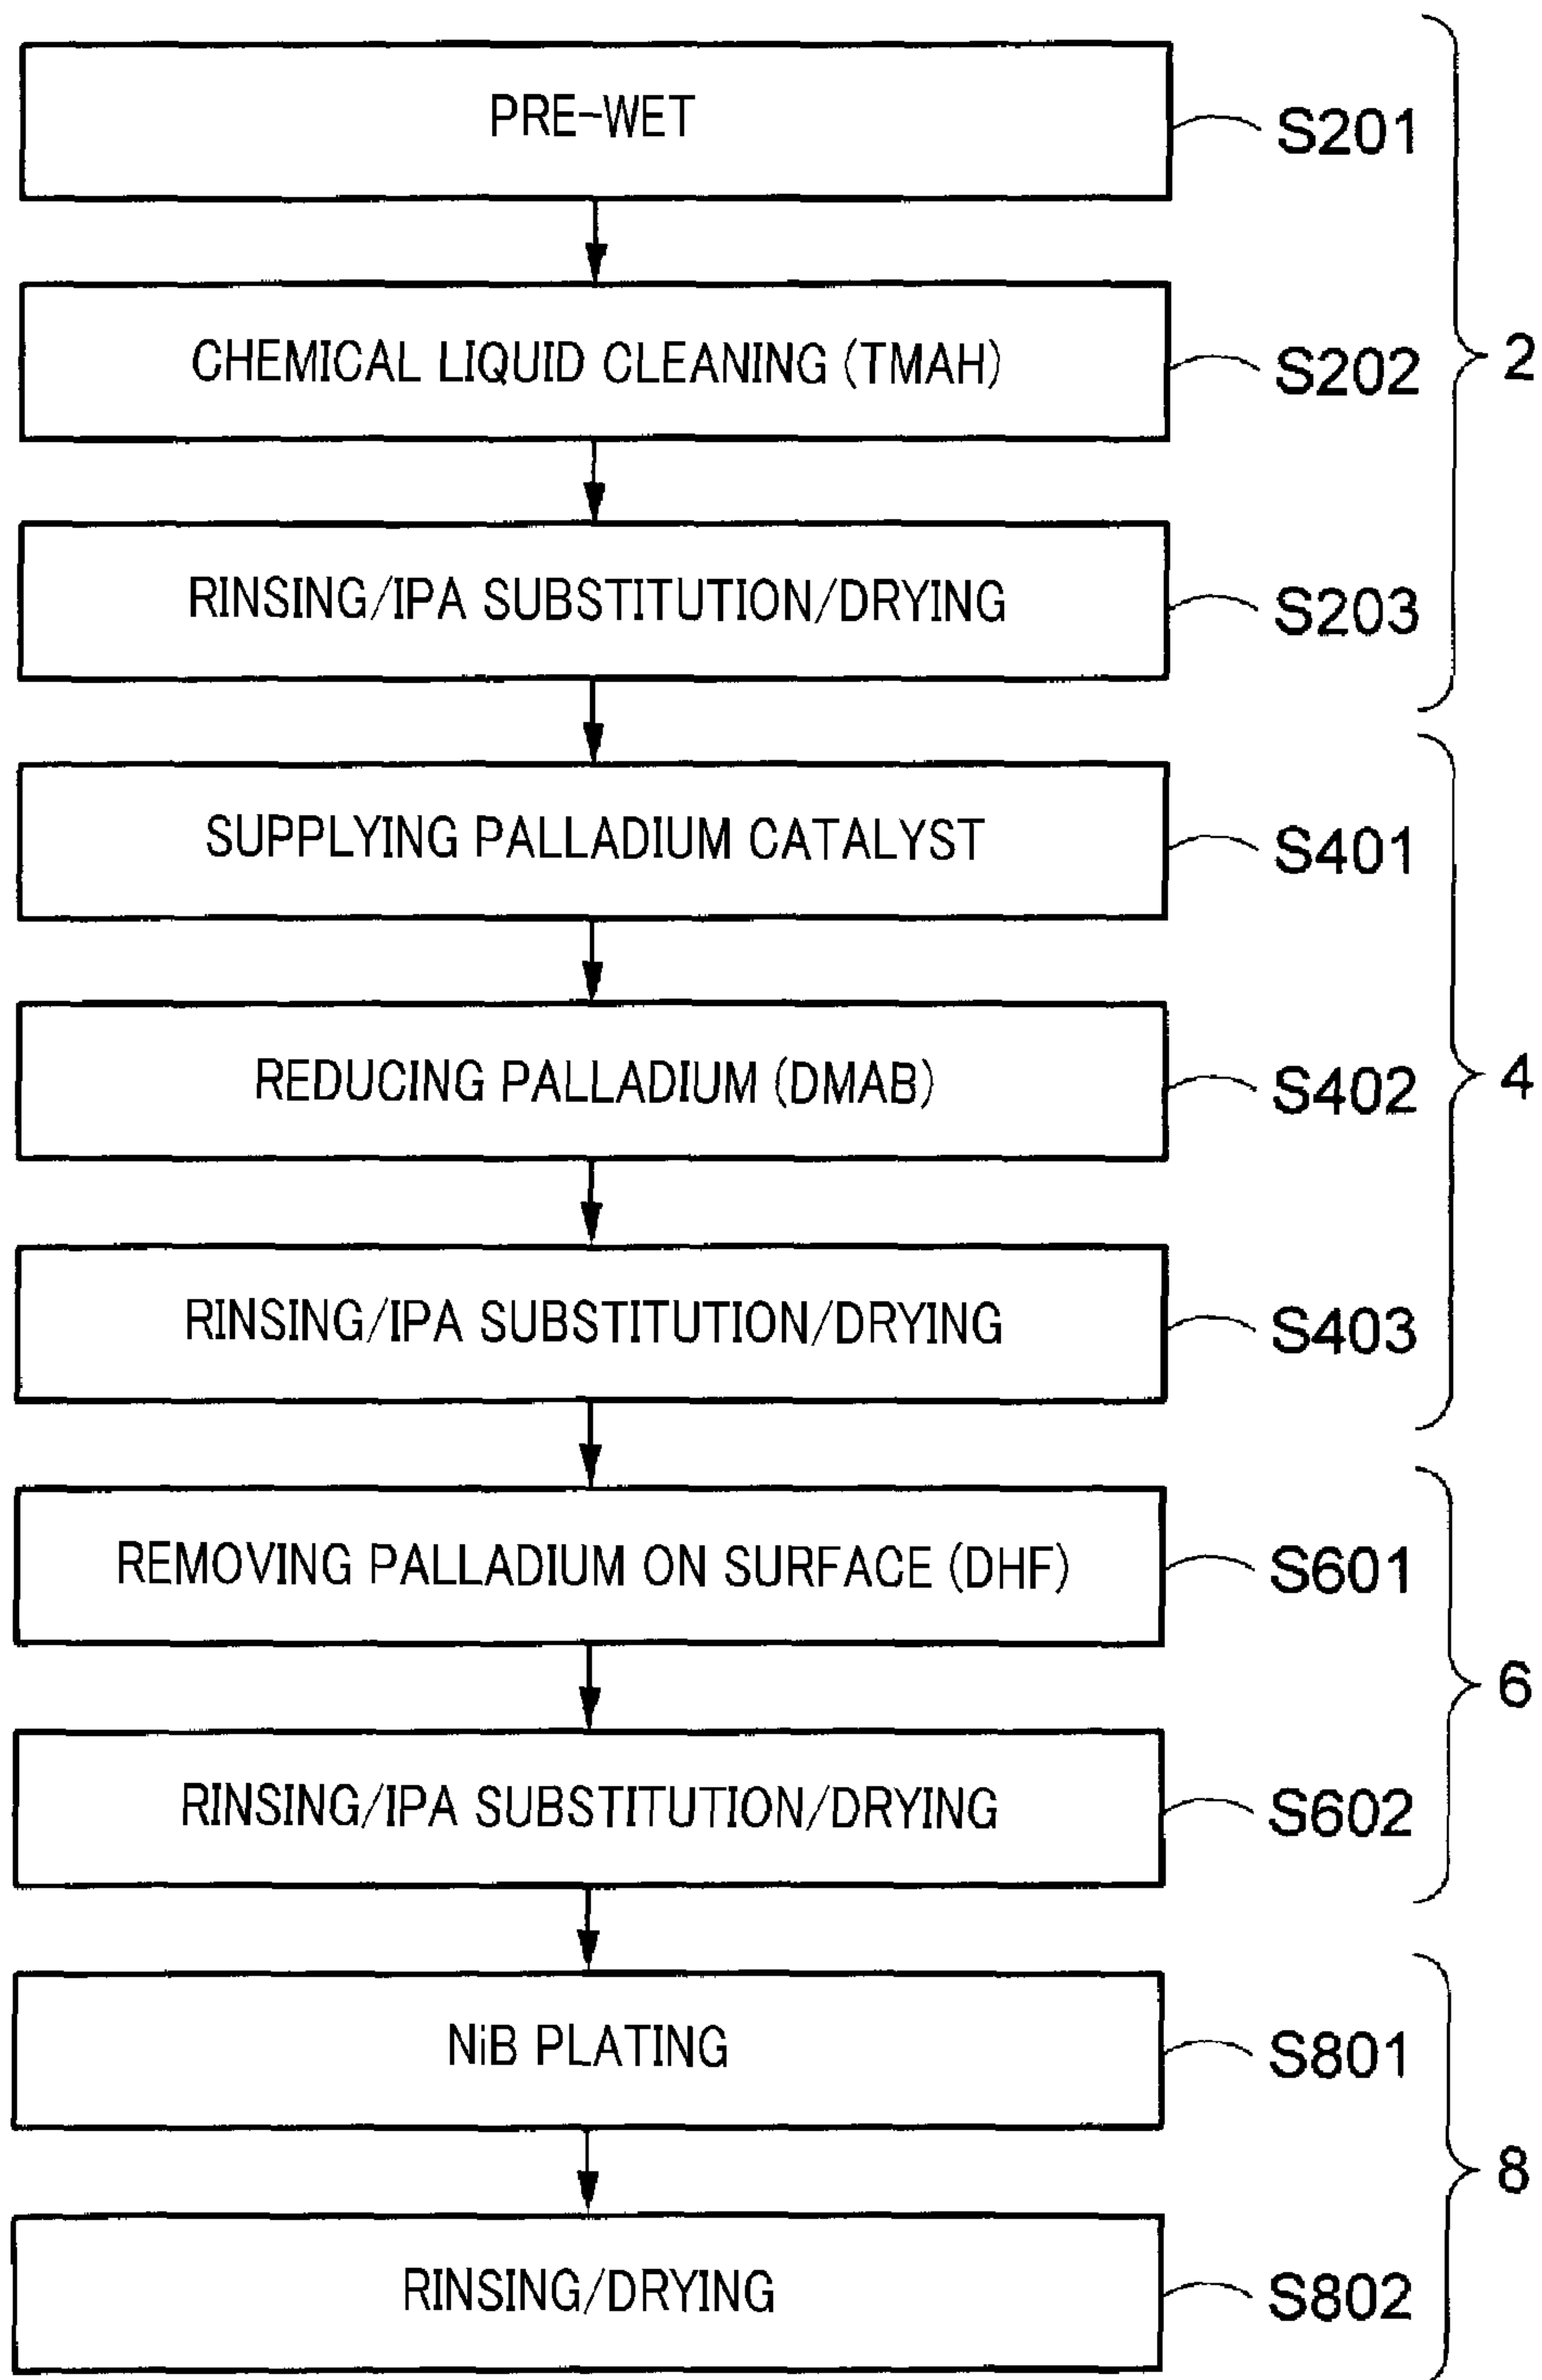 PRE-WET
S201
CHEMICAL LIQUID CLEANING (TMAH)
S202
2
RINSING/IPA SUBSTITUTION/DRYING
S203
SUPPLYING PALLADIUM CATALYST
S401
REDUCING PALLADIUM (DMAB)
S402
4
RINSING/IPA SUBSTITUTION/DRYING
S403
REMOVING PALLADIUM ON SURFACE (DHF)
S601
6
RINSING/IPA SUBSTITUTION/DRYING
S602
NiB PLATING
S801
8
RINSING/DRYING
S802